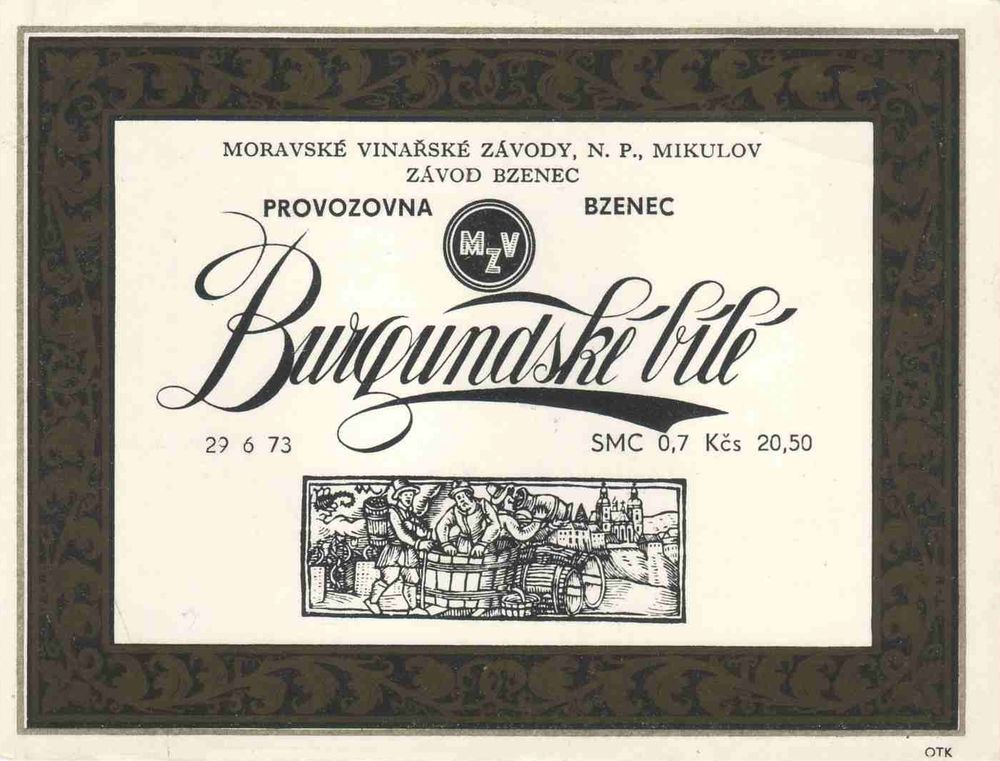 MORAVSKÉ VINAŘSKÉ ZÁVODY, N. P., MIKULOV
ZÁVOD BZENEC
PROVOZOVNA BZENEC
MZV
Burgundské bílé
29 6 73 SMC 0,7 Kčs 20,50
OTK